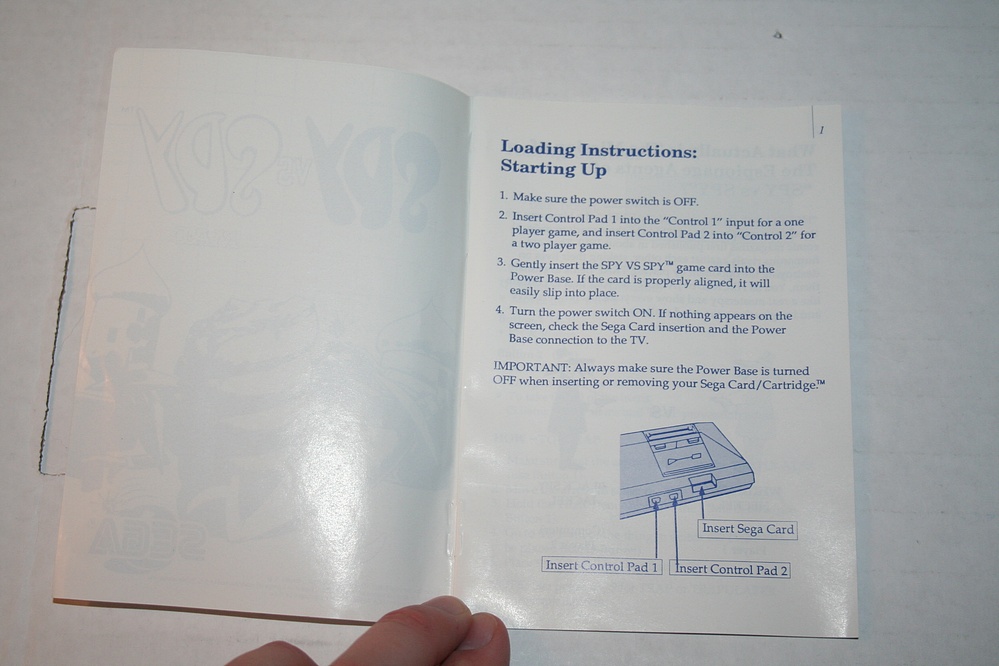 1
Loading Instructions:
Starting Up
1. Make sure the power switch is OFF.
2. Insert Control Pad 1 into the “Control 1” input for a one
player game, and insert Control Pad 2 into “Control 2” for
a two player game.
3. Gently insert the SPY VS SPY™ game card into the
Power Base. If the card is properly aligned, it will
easily slip into place.
4. Turn the power switch ON. If nothing appears on the
screen, check the Sega Card insertion and the Power
Base connection to the TV.
IMPORTANT: Always make sure the Power Base is turned
OFF when inserting or removing your Sega Card/Cartridge.™
Insert Sega Card
Insert Control Pad 1
Insert Control Pad 2
SPY SPY™
SEGA